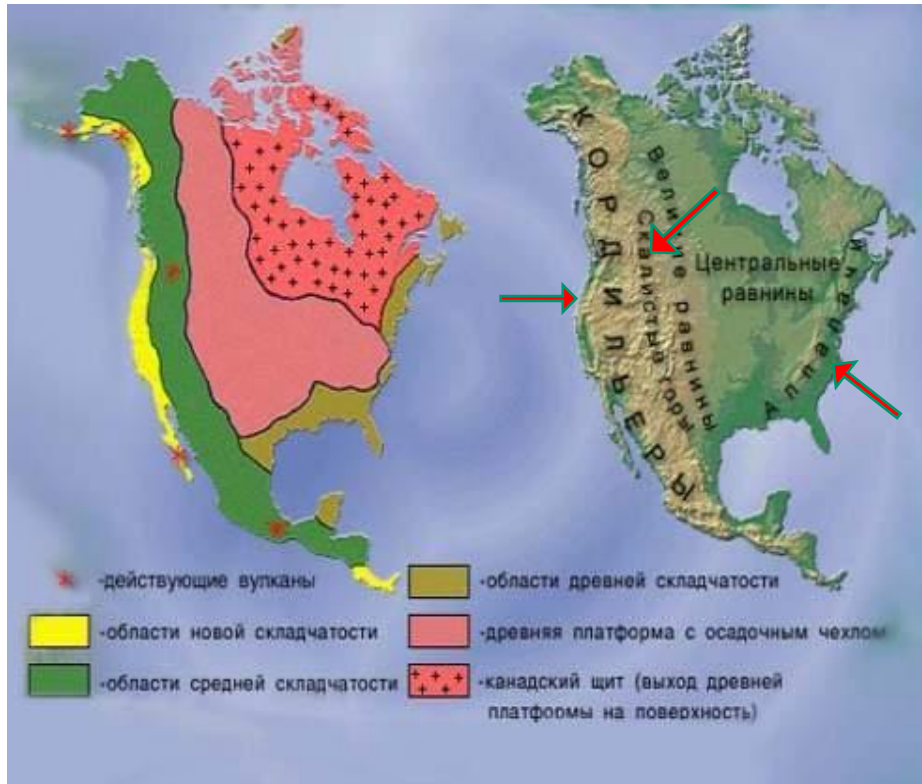 КОРДИЛЬЕРЫ
Великие равнины
Скалистые горы
Центральные
равнины
Аппалачи
-действующие вулканы
-области новой складчатости
-области средней складчатости
-области древней складчатости
-древняя платформа с осадочным чехлом
-канадский щит (выход древней
платформы на поверхность)